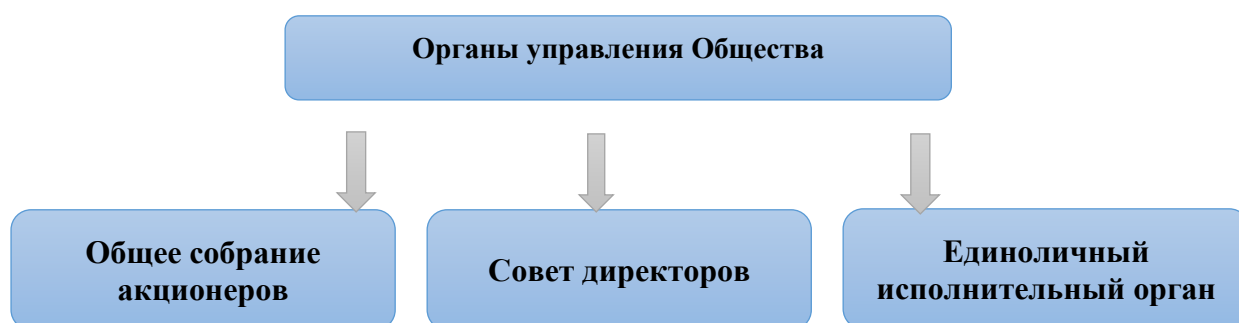 Органы управления Общества
Общее собрание
акционеров
Совет директоров
Единоличный
исполнительный орган